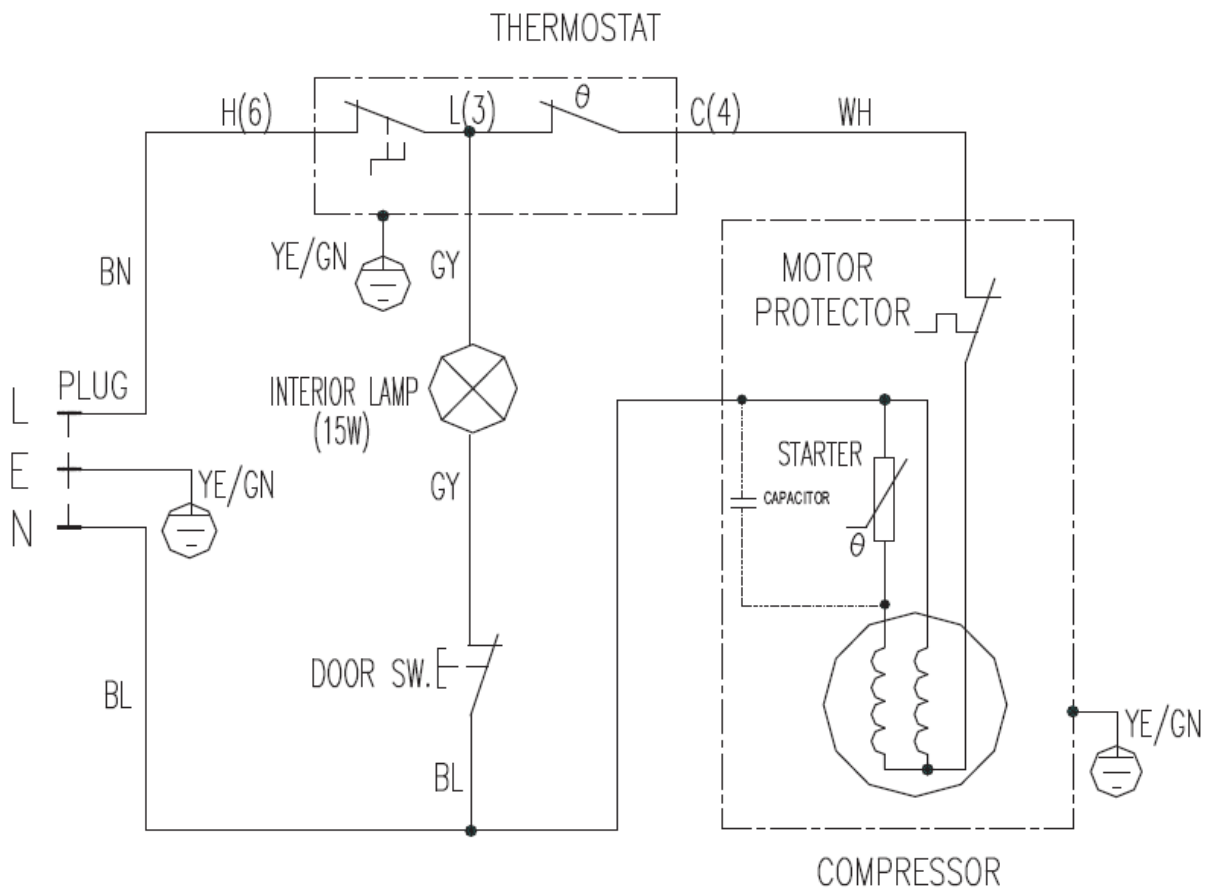 THERMOSTAT
H(6)
L(3)
θ
C(4)
WH
YE/GN
GY
BN
MOTOR
PROTECTOR
PLUG
L
INTERIOR LAMP
(15W)
E
YE/GN
GY
STARTER
CAPACITOR
N
θ
DOOR SW.
BL
YE/GN
BL
COMPRESSOR